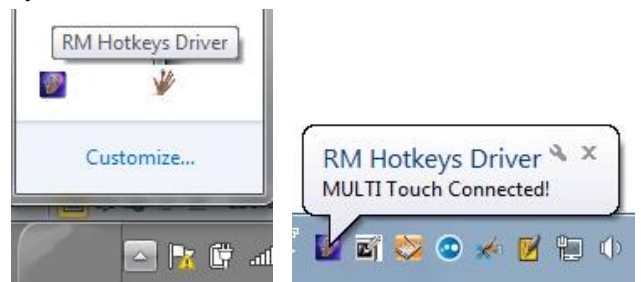 RM Hotkeys Driver
Customize...
RM Hotkeys Driver
MULTI Touch Connected!